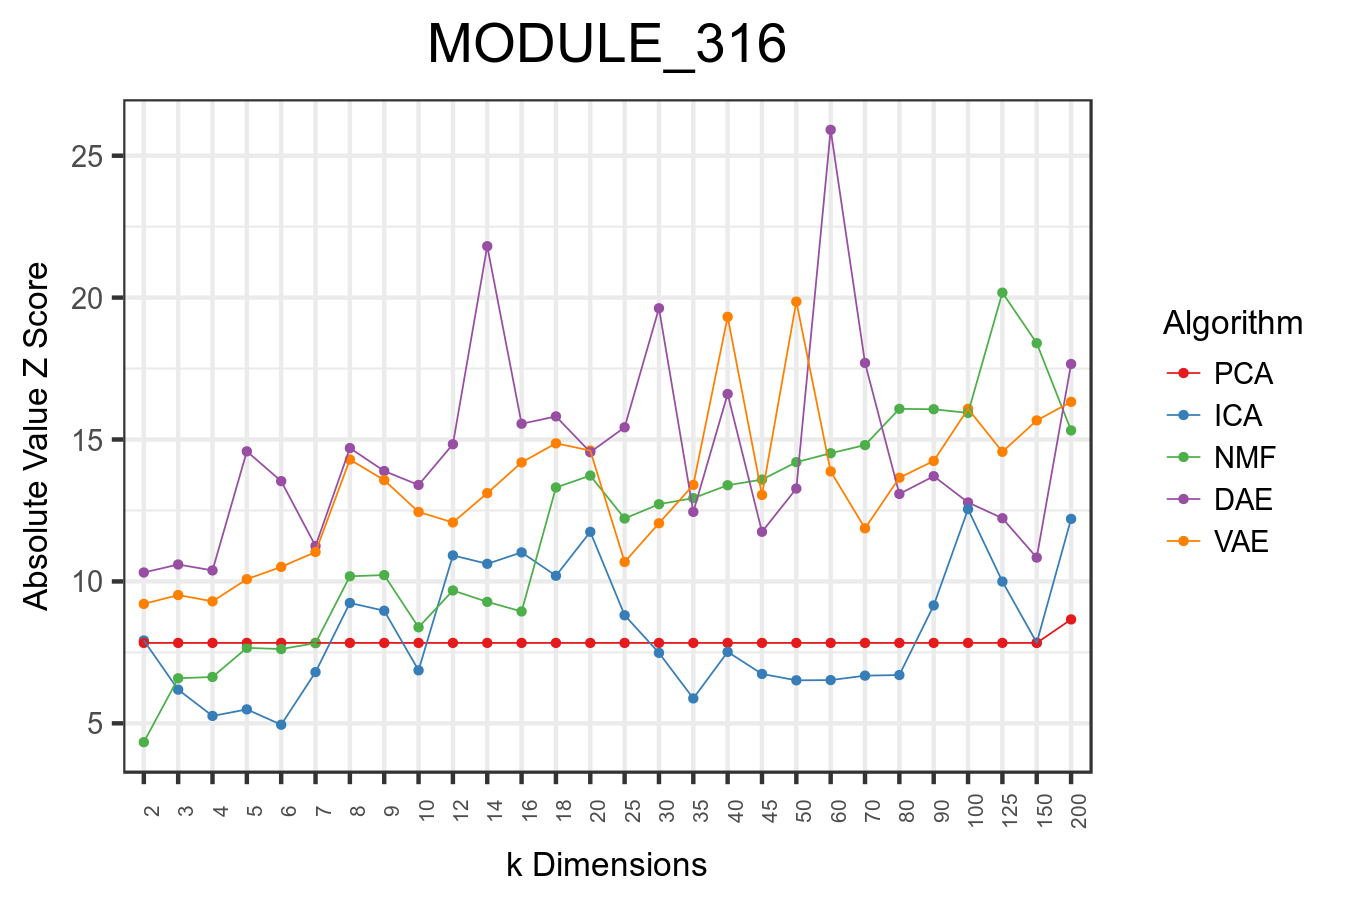 MODULE_316
Absolute Value Z Score
25
20
15
10
5
2 3 4 5 6 7 8 9 10 12 14 16 18 20 25 30 35 40 45 50 60 70 80 90 100 125 150 200
k Dimensions
Algorithm
PCA
ICA
NMF
DAE
VAE